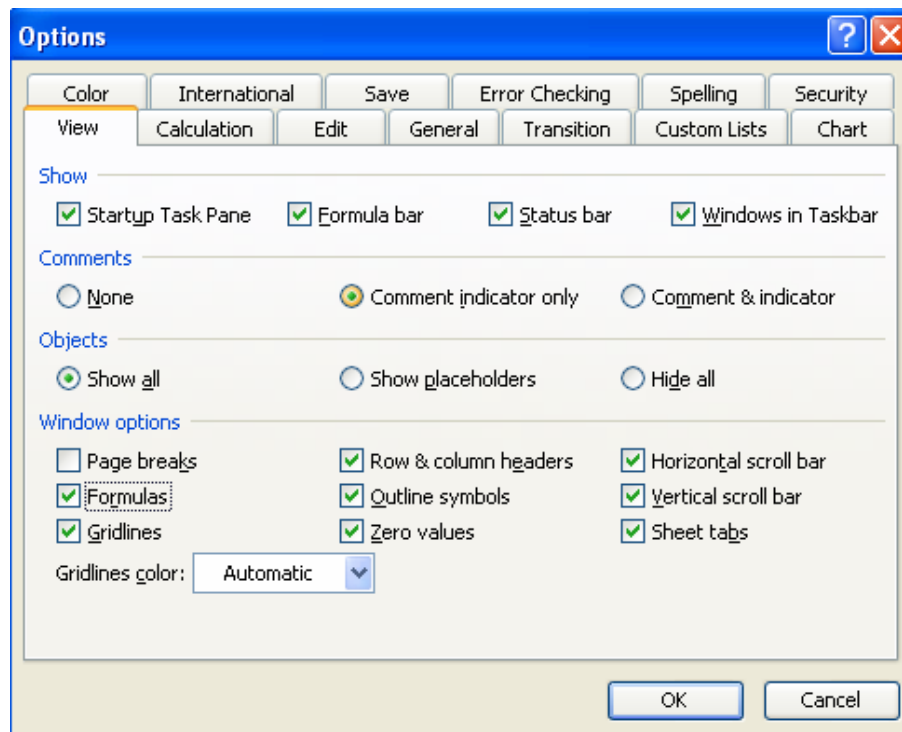 Options
Color International Save Error Checking Spelling Security
View Calculation Edit General Transition Custom Lists Chart
Show
Startup Task Pane Formula bar Status bar Windows in Taskbar
Comments
None Comment indicator only Comment & indicator
Objects
Show all Show placeholders Hide all
Window options
Page breaks Row & column headers Horizontal scroll bar
Formulas Outline symbols Vertical scroll bar
Gridlines Zero values Sheet tabs
Gridlines color: Automatic
OK Cancel